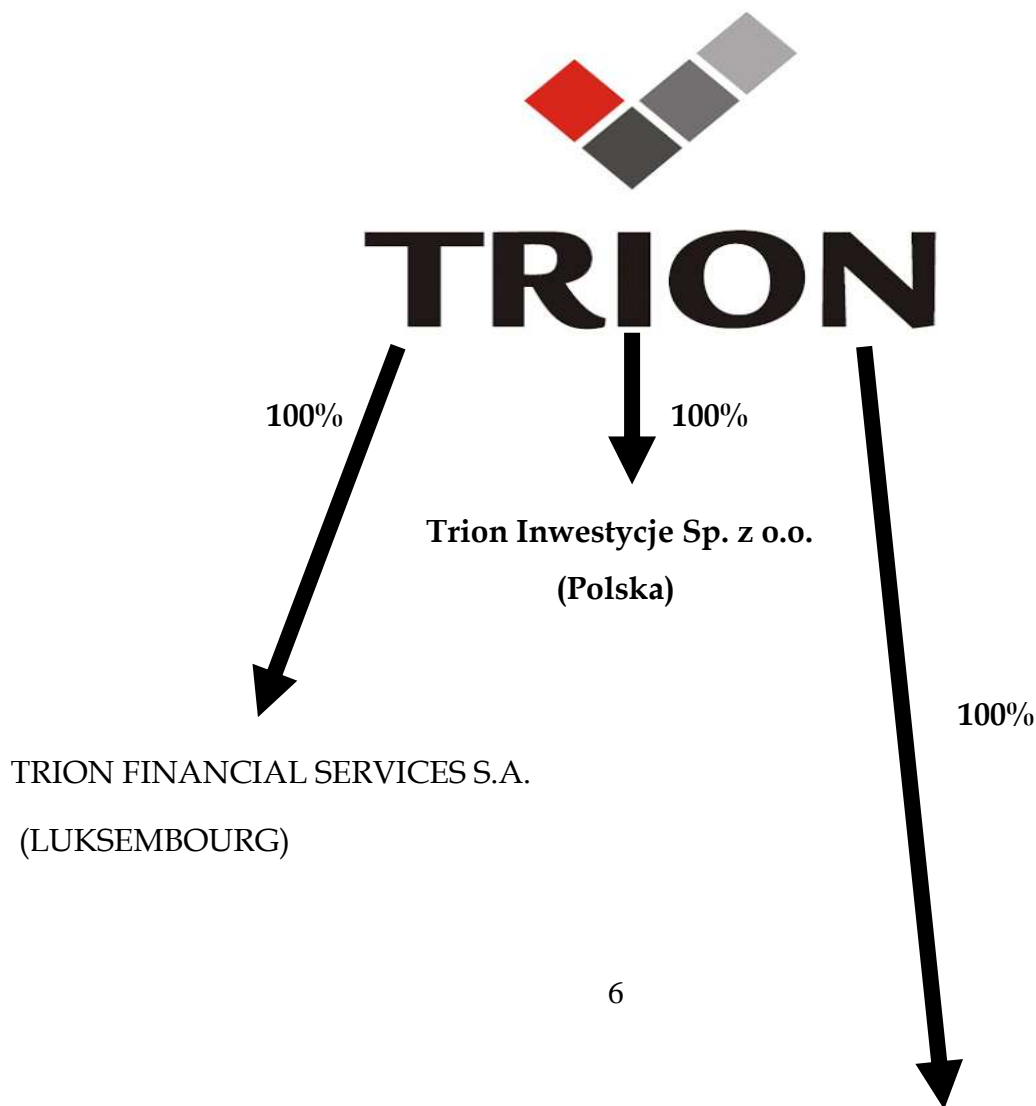 TRION
100%
100%
Trion Inwestycje Sp. z o.o.
(Polska)
100%
TRION FINANCIAL SERVICES S.A.
(LUKSEMBOURG)
6